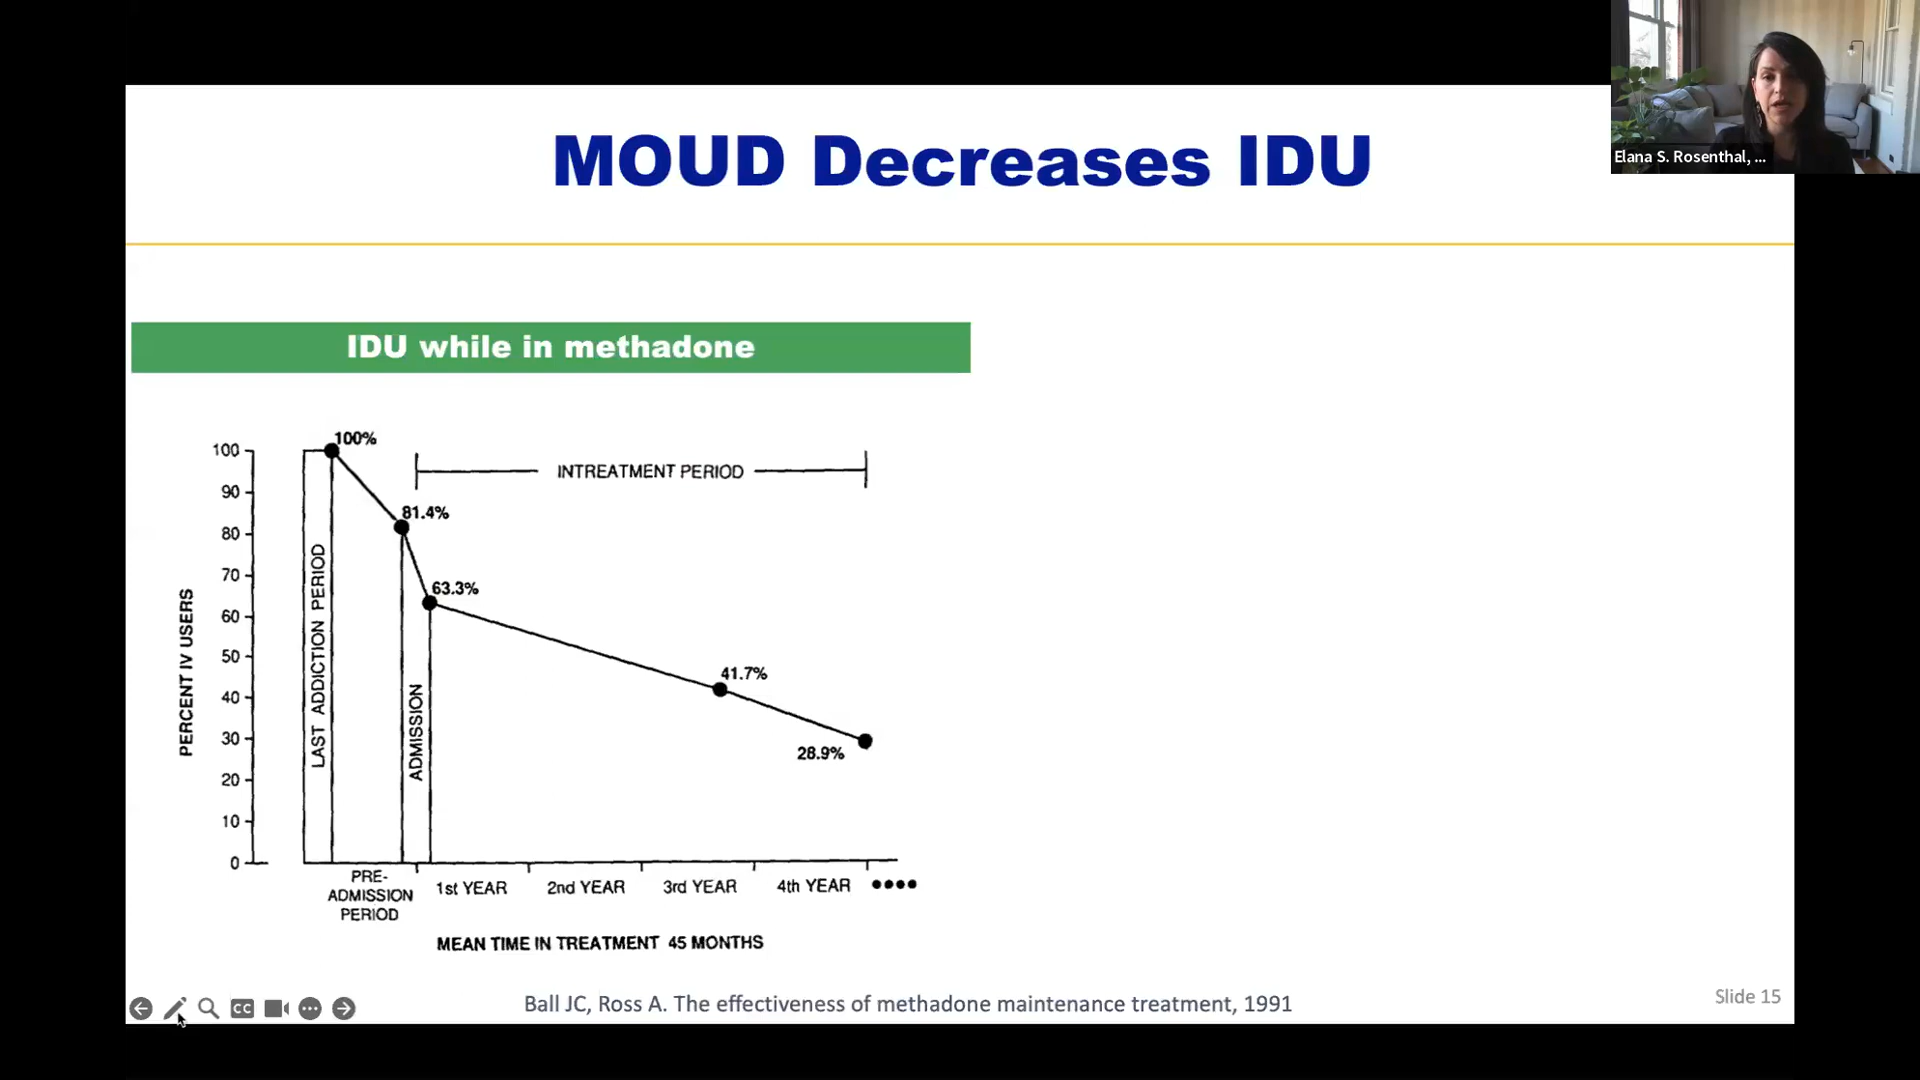 MOUD Decreases IDU
Elana S. Rosenthal, ...
IDU while in methadone
100%
81.4%
63.3%
41.7%
28.9%
INTREATMENT PERIOD
100
90
80
70
60
50
40
30
20
10
0
PERCENT IV USERS
LAST ADDICTION PERIOD
ADMISSION
PRE-
ADMISSION
PERIOD
1st YEAR
2nd YEAR
3rd YEAR
4th YEAR
MEAN TIME IN TREATMENT 45 MONTHS
CC
Ball JC, Ross A. The effectiveness of methadone maintenance treatment, 1991
Slide 15